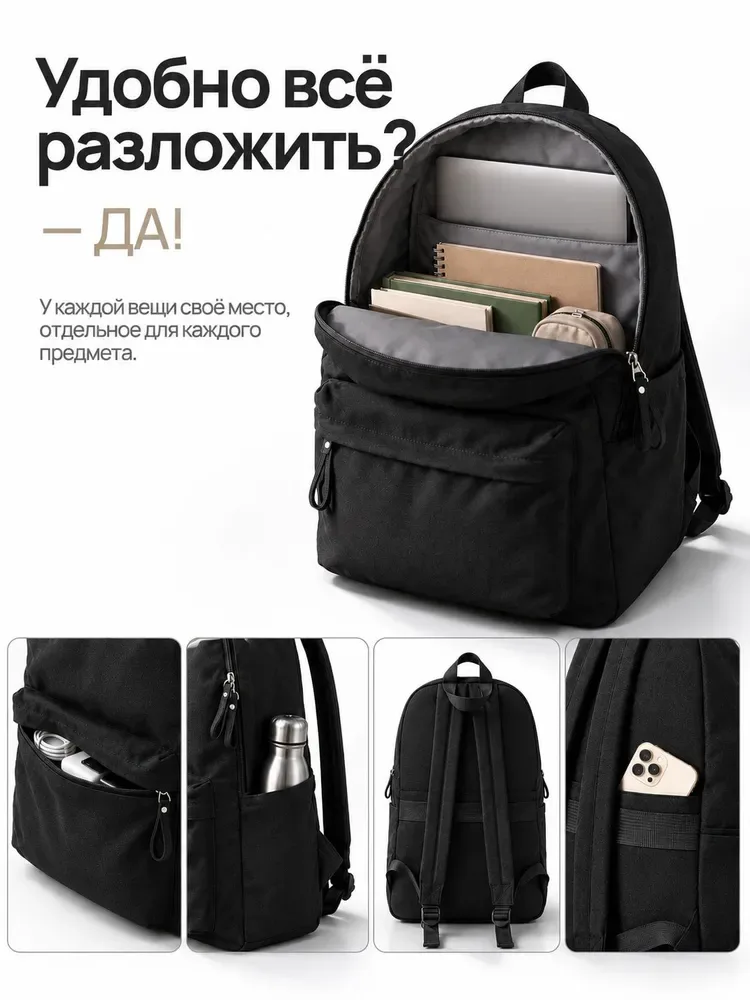 Удобно всё
разложить?
— ДА!
У каждой вещи своё место,
отдельное для каждого
предмета.